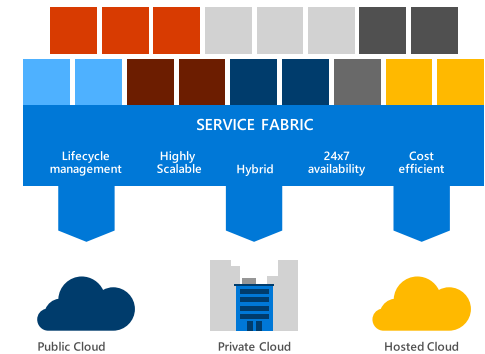 SERVICE FABRIC
Lifecycle
management
Highly
Scalable
Hybrid
24x7
availability
Cost
efficient
Public Cloud
Private Cloud
Hosted Cloud